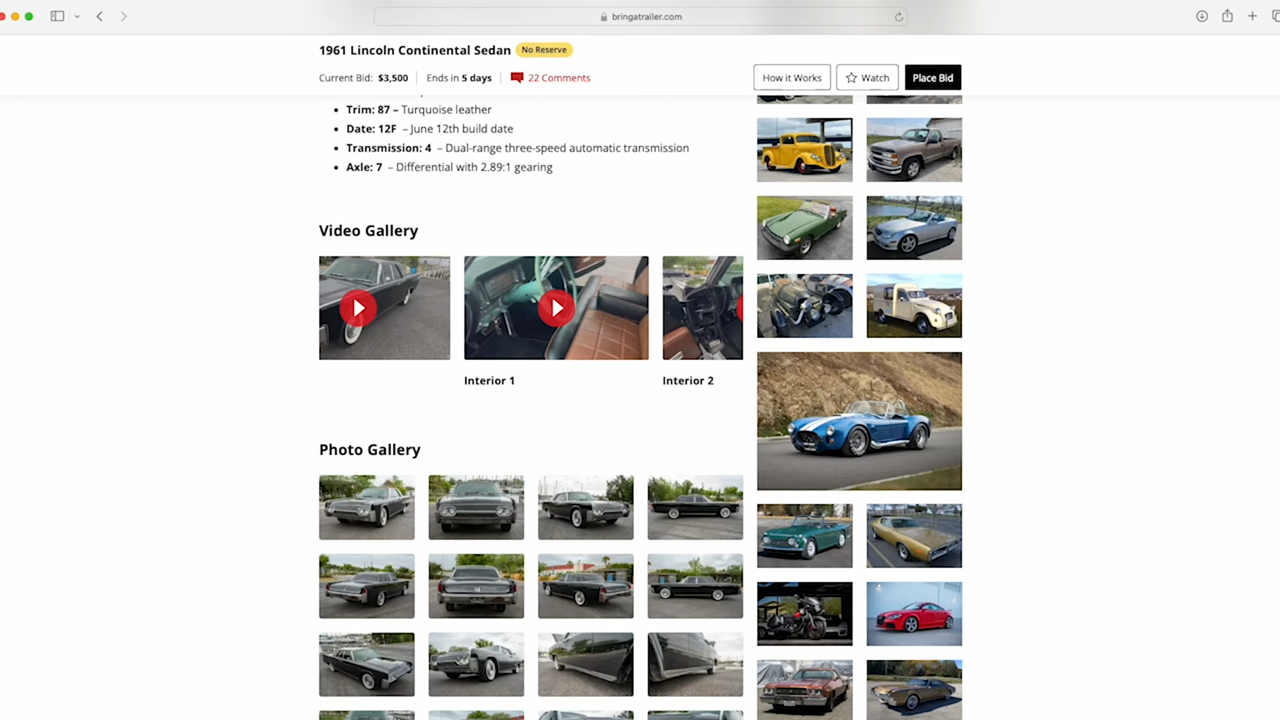 bringatrailer.com
1961 Lincoln Continental Sedan No Reserve
Current Bid: $3,500 Ends in 5 days 22 Comments
How it Works Watch Place Bid
• Trim: 87 – Turquoise leather
• Date: 12F – June 12th build date
• Transmission: 4 – Dual-range three-speed automatic transmission
• Axle: 7 – Differential with 2.89:1 gearing
Video Gallery
Interior 1
Interior 2
Photo Gallery